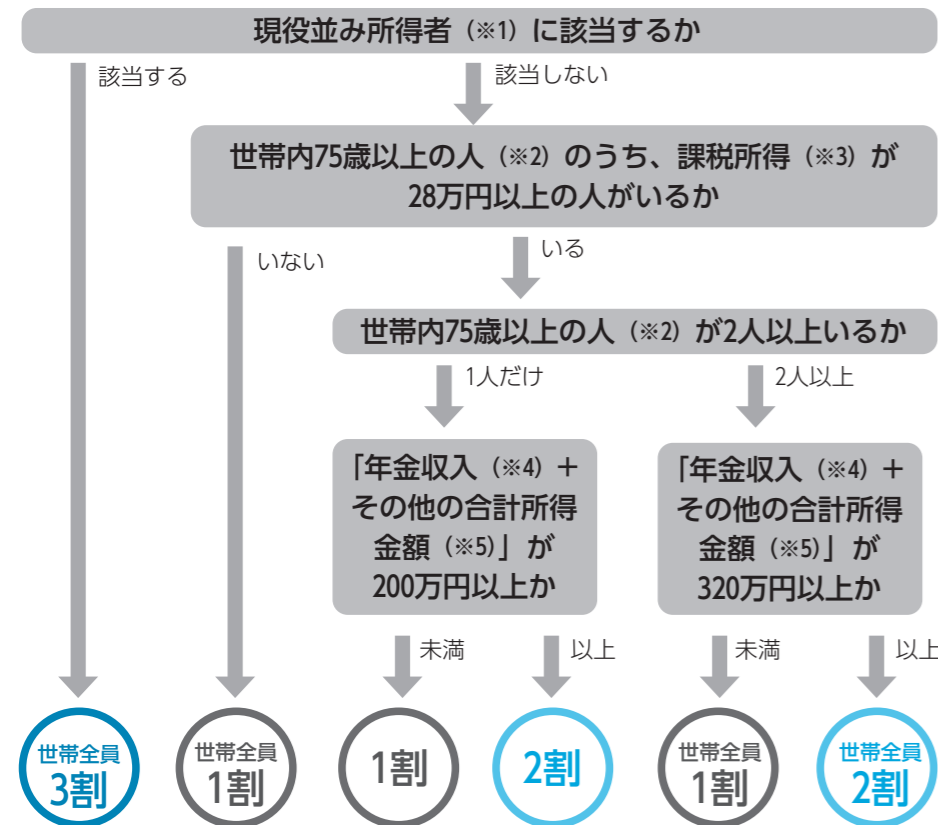 現役並み所得者（※1）に該当するか
該当する
該当しない
世帯内75歳以上の人（※2）のうち、課税所得（※3）が
28万円以上の人がいるか
いない
いる
世帯内75歳以上の人（※2）が2人以上いるか
1人だけ
2人以上
「年金収入（※4）＋
その他の合計所得
金額（※5）」が
200万円以上か
「年金収入（※4）＋
その他の合計所得
金額（※5）」が
320万円以上か
未満
以上
未満
以上
世帯全員
3割
世帯全員
1割
1割
2割
世帯全員
1割
世帯全員
2割